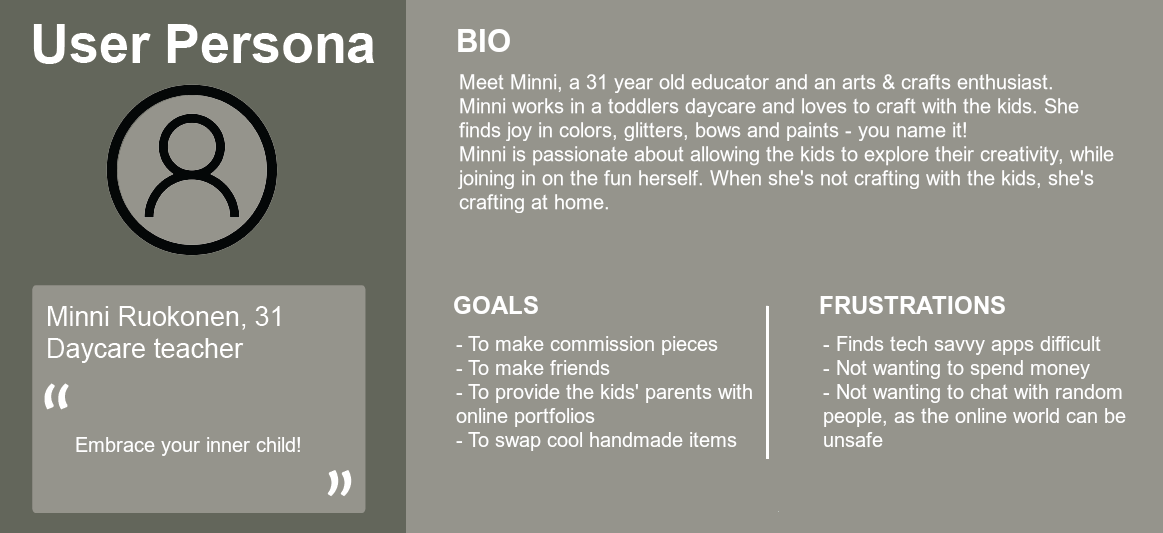 User Persona
Minni Ruokonen, 31
Daycare teacher
“
Embrace your inner child!
”
BIO
Meet Minni, a 31 year old educator and an arts & crafts enthusiast.
Minni works in a toddlers daycare and loves to craft with the kids. She
finds joy in colors, glitters, bows and paints - you name it!
Minni is passionate about allowing the kids to explore their creativity, while
joining in on the fun herself. When she's not crafting with the kids, she's
crafting at home.
GOALS
- To make commission pieces
- To make friends
- To provide the kids' parents with
online portfolios
- To swap cool handmade items
FRUSTRATIONS
- Finds tech savvy apps difficult
- Not wanting to spend money
- Not wanting to chat with random
people, as the online world can be
unsafe